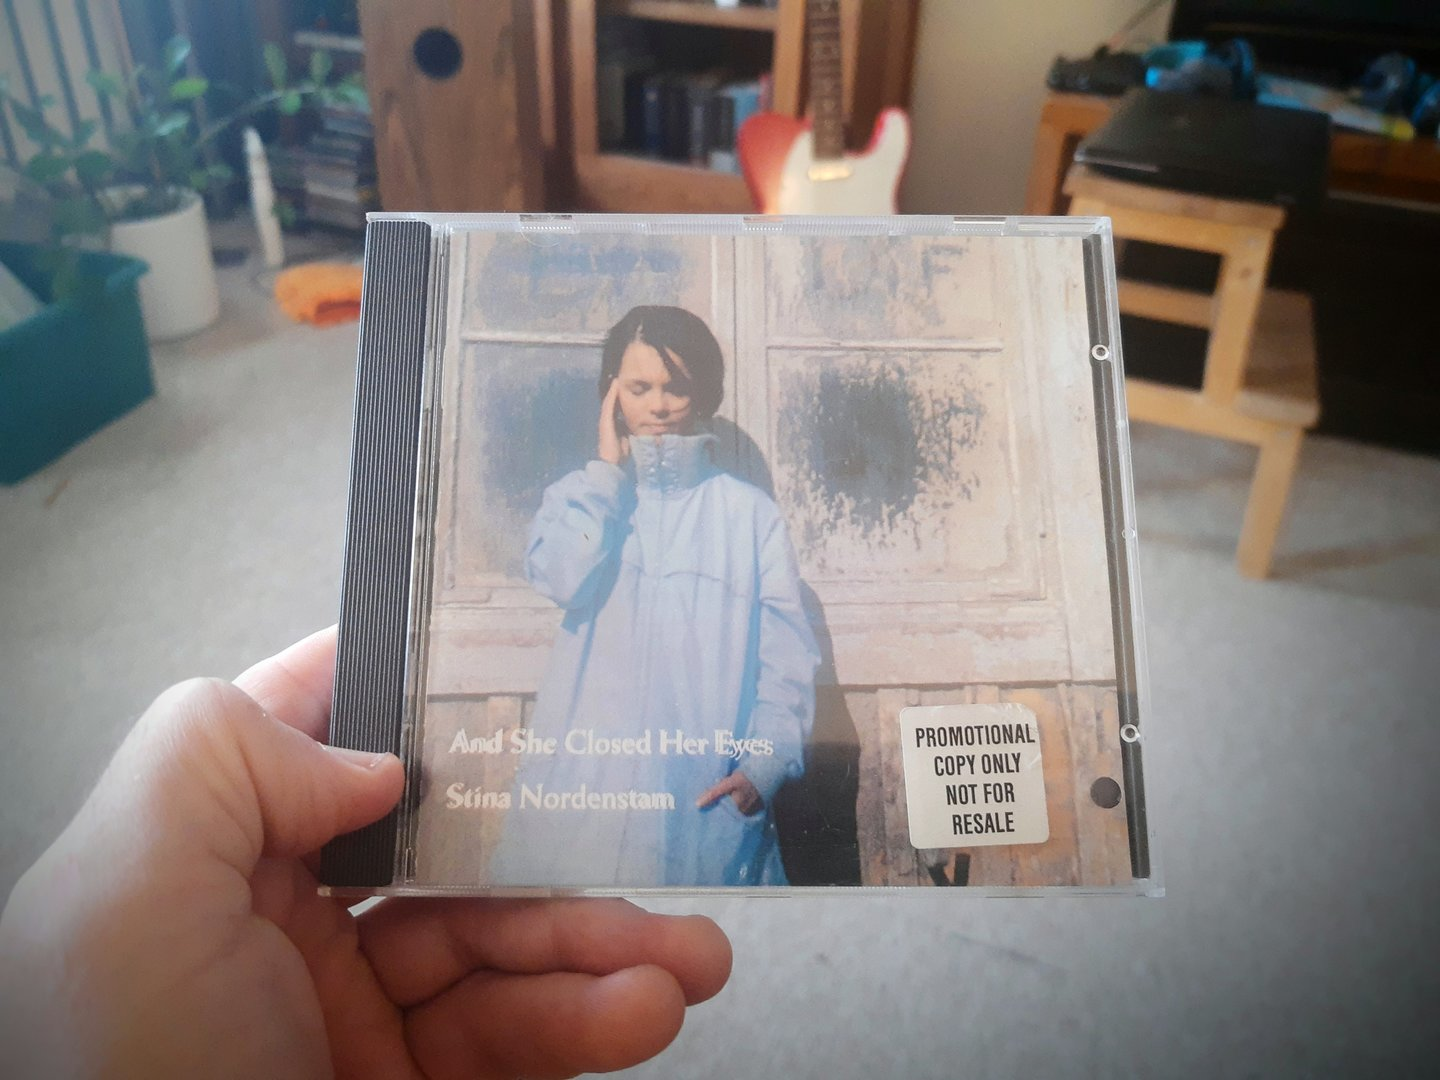 And She Closed Her Eyes
Stina Nordenstam
PROMOTIONAL
COPY ONLY
NOT FOR
RESALE